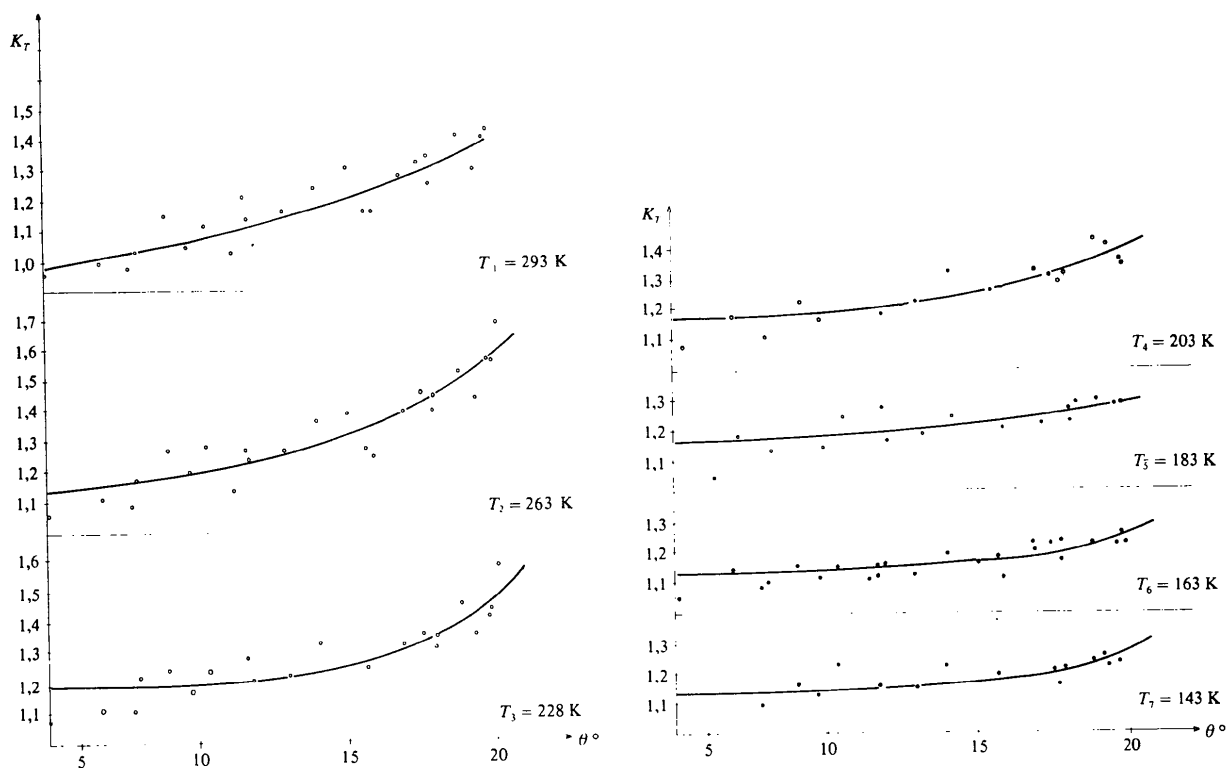 K_T
1,5
1,4
1,3
1,2
1,1
1,0
T_1 = 293 K
1,7
1,6
1,5
1,4
1,3
1,2
1,1
T_2 = 263 K
1,6
1,5
1,4
1,3
1,2
1,1
T_3 = 228 K
5 10 15 20 θ°
K_T
1,4
1,3
1,2
1,1
T_4 = 203 K
1,3
1,2
1,1
T_5 = 183 K
1,3
1,2
1,1
T_6 = 163 K
1,3
1,2
1,1
T_7 = 143 K
5 10 15 20 θ°